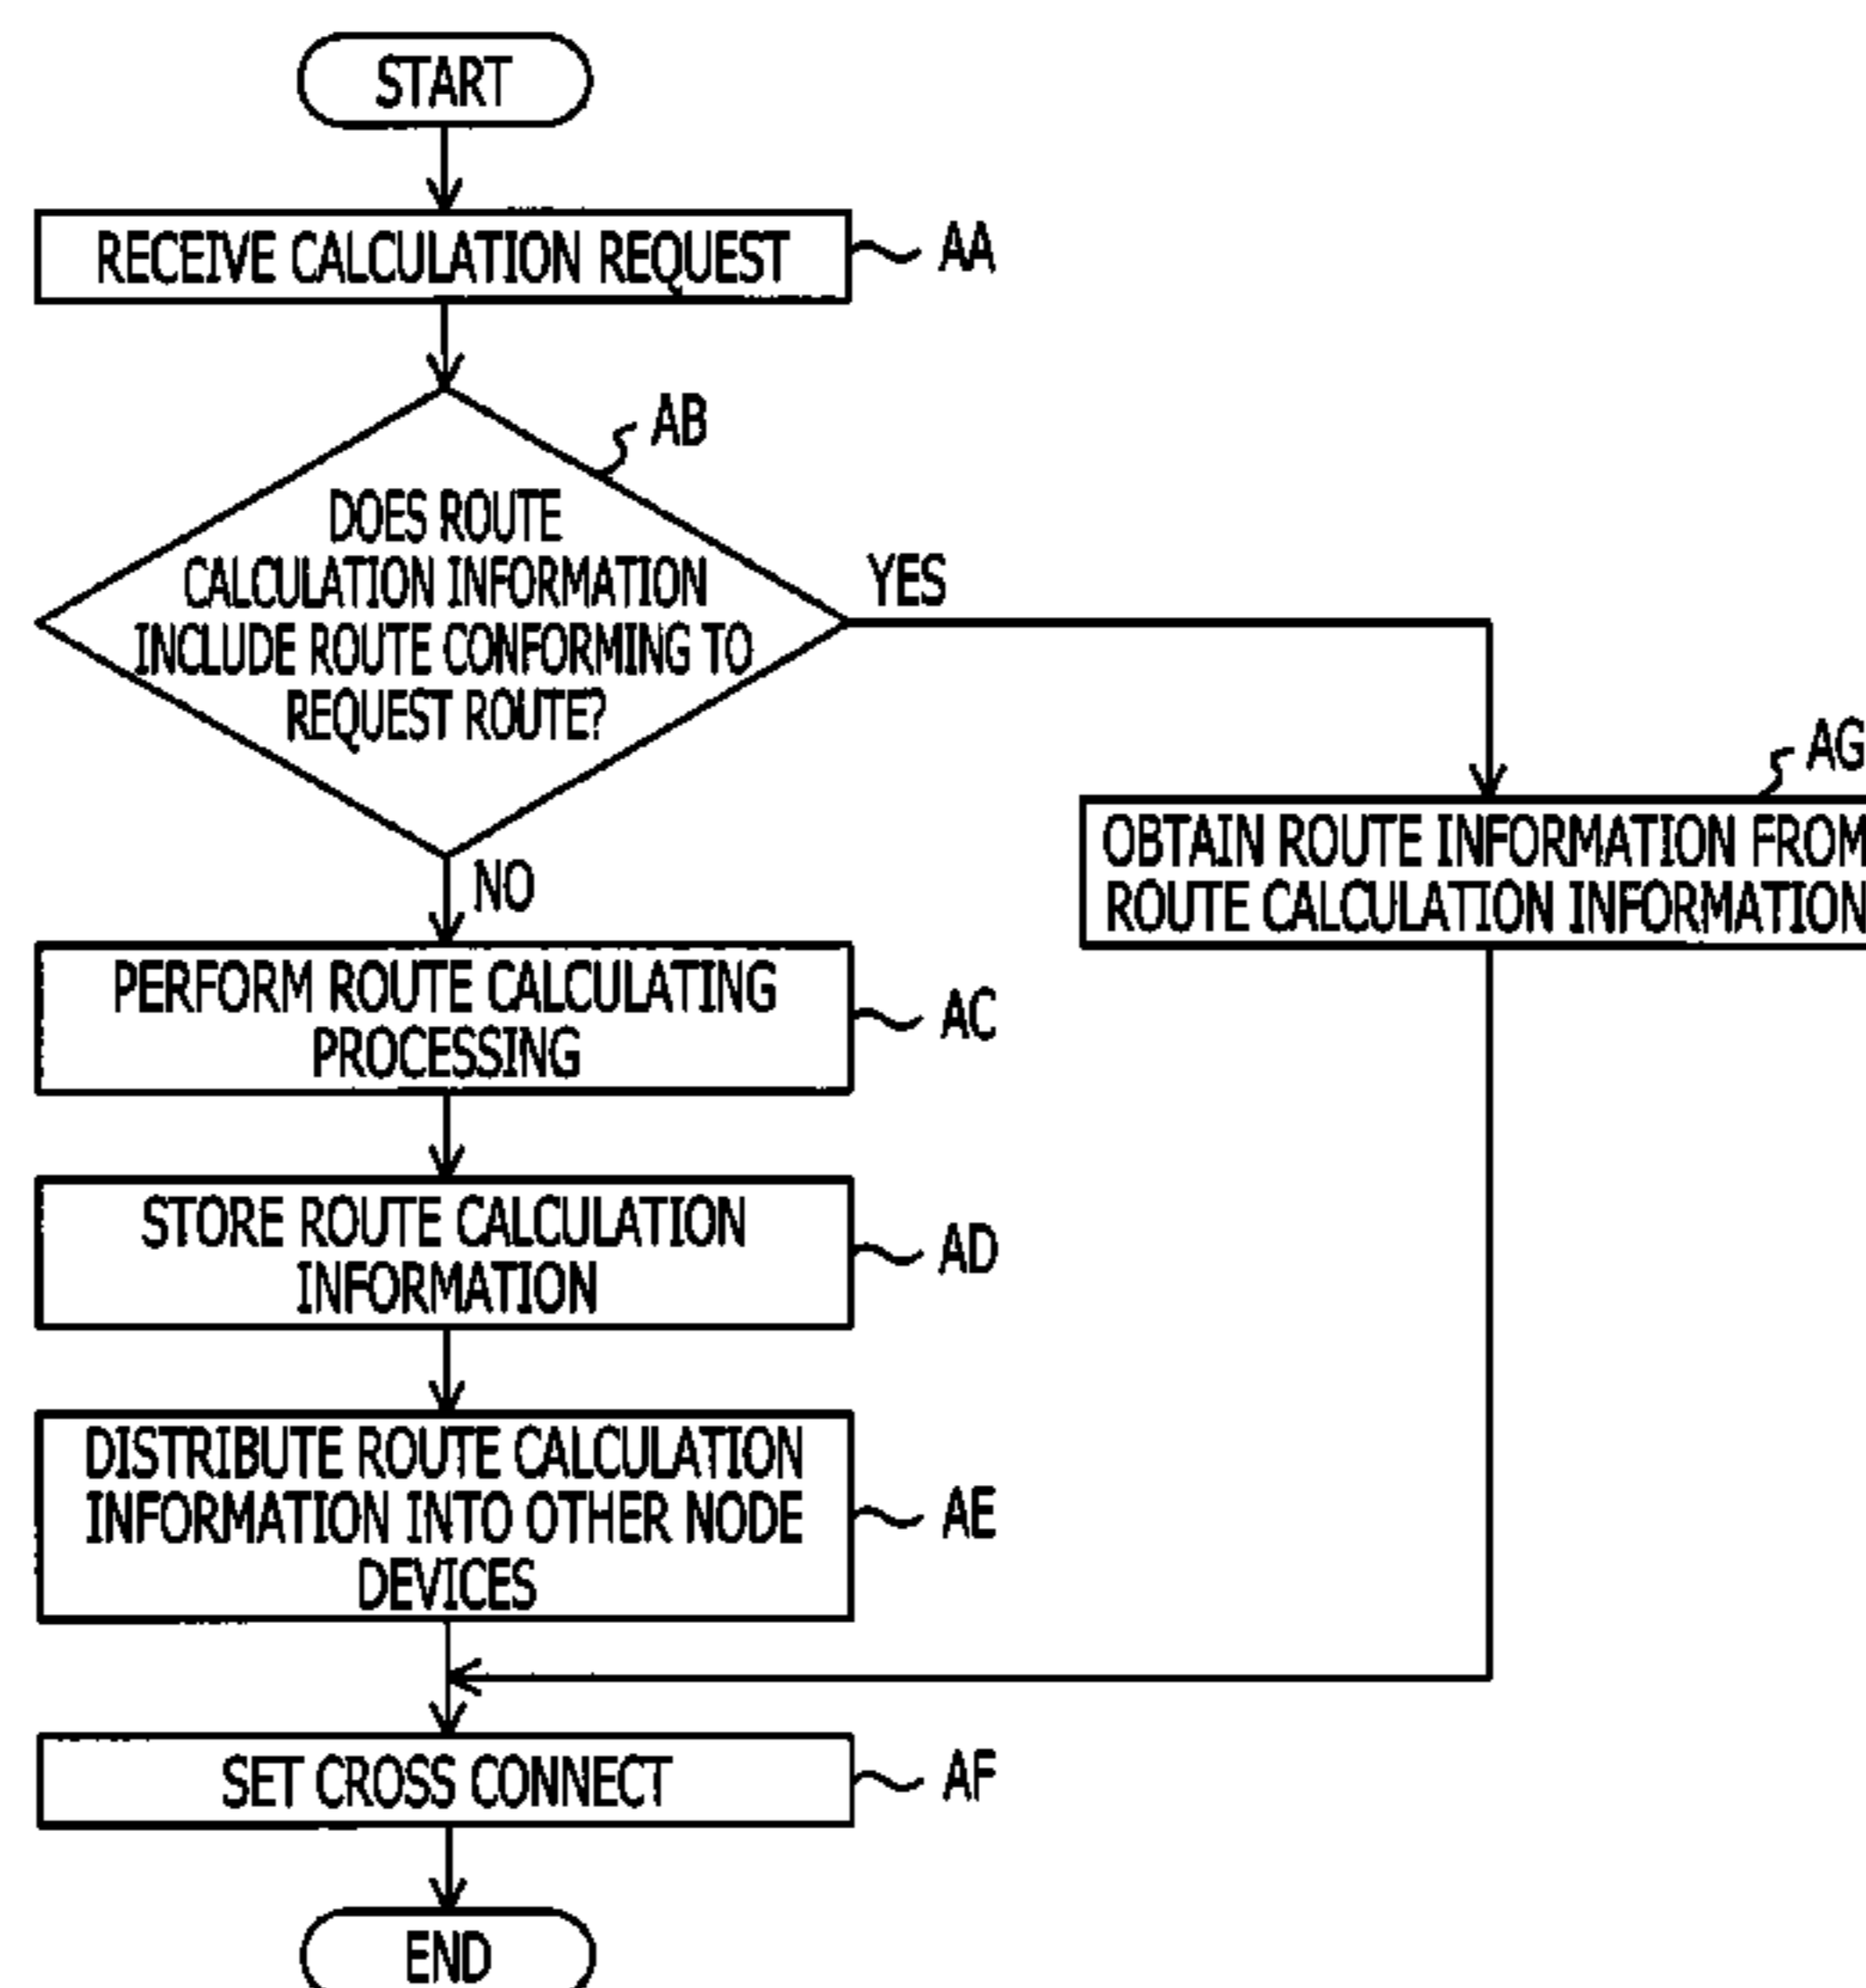 START
RECEIVE CALCULATION REQUEST
AA
AB
DOES ROUTE
CALCULATION INFORMATION
INCLUDE ROUTE CONFORMING TO
REQUEST ROUTE?
YES
NO
AG
OBTAIN ROUTE INFORMATION FROM
ROUTE CALCULATION INFORMATION
PERFORM ROUTE CALCULATING
PROCESSING
AC
STORE ROUTE CALCULATION
INFORMATION
AD
DISTRIBUTE ROUTE CALCULATION
INFORMATION INTO OTHER NODE
DEVICES
AE
SET CROSS CONNECT
AF
END